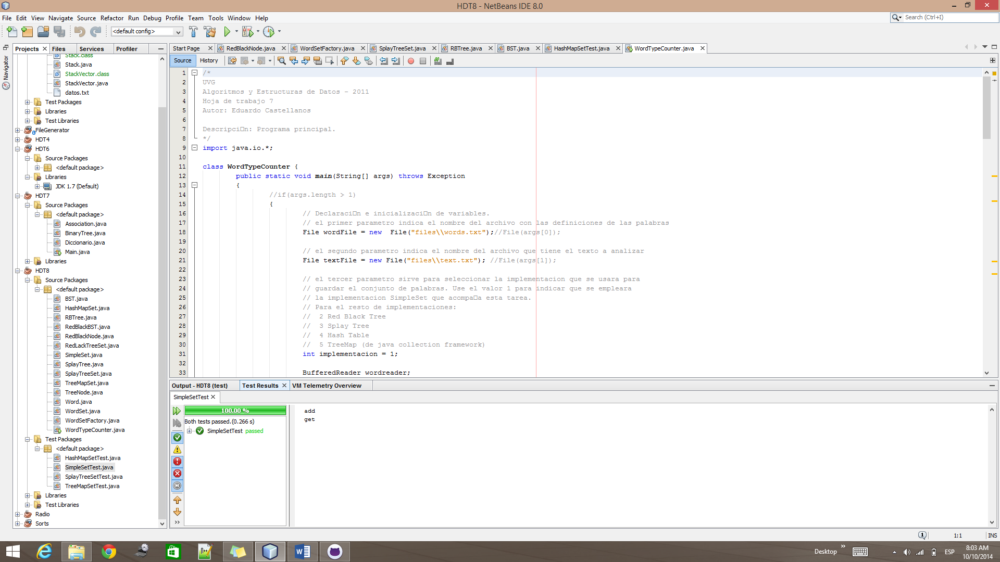 HDT8 - NetBeans IDE 8.0
File Edit View Navigate Source Refactor Run Debug Profile Team Tools Window Help
Search (Ctrl+I)
<default config>
Navigator
Projects Files Services Profiler
Stack.class
Stack.java
StackVector.class
StackVector.java
datos.txt
Test Packages
Libraries
Test Libraries
FileGenerator
HDT4
HDT6
Source Packages
<default package>
Libraries
JDK 1.7 (Default)
HDT7
Source Packages
<default package>
Association.java
BinaryTree.java
Diccionario.java
Main.java
Libraries
HDT8
Source Packages
<default package>
BST.java
HashMapSet.java
RBTree.java
RedBlackBST.java
RedBlackNode.java
RedLackTreeSet.java
SimpleSet.java
SplayTree.java
SplayTreeSet.java
TreeMapSet.java
TreeNode.java
Word.java
WordSet.java
WordSetFactory.java
WordTypeCounter.java
Test Packages
<default package>
HashMapSetTest.java
SimpleSetTest.java
SplayTreeSetTest.java
TreeMapSetTest.java
Libraries
Test Libraries
Radio
Sorts
Start Page RedBlackNode.java WordSetFactory.java SplayTreeSet.java RBTree.java BST.java HashMapSetTest.java WordTypeCounter.java
Source History
1 /*
2 UVG
3 Algoritmos y Estructuras de Datos - 2011
4 Hoja de trabajo 7
5 Autor: Eduardo Castellanos
6
7 Descripci□n: Programa principal.
8 */
9 import java.io.*;
10
11 class WordTypeCounter {
12 public static void main(String[] args) throws Exception
13 {
14 //if(args.length > 1)
15 {
16 // Declaraci□n e inicializaci□n de variables.
17 // el primer parametro indica el nombre del archivo con las definiciones de las palabras
18 File wordFile = new  File("files\\words.txt");//File(args[0]);
19
20 // el segundo parametro indica el nombre del archivo que tiene el texto a analizar
21 File textFile = new File("files\\text.txt"); //File(args[1]);
22
23 // el tercer parametro sirve para seleccionar la implementacion que se usara para
24 // guardar el conjunto de palabras. Use el valor 1 para indicar que se empleara
25 // la implementacion SimpleSet que acompa□a esta tarea.
26 // Para el resto de implementaciones:
27 //  2 Red Black Tree
28 //  3 Splay Tree
29 //  4 Hash Table
30 //  5 TreeMap (de java collection framework)
31 int implementacion = 1;
32
33 BufferedReader wordreader;
Output - HDT8 (test) Test Results VM Telemetry Overview
SimpleSetTest
100.00 %
Both tests passed.(0.266 s)
SimpleSetTest passed
add
get
1 1:1 INS
Desktop ESP 8:03 AM
10/10/2014